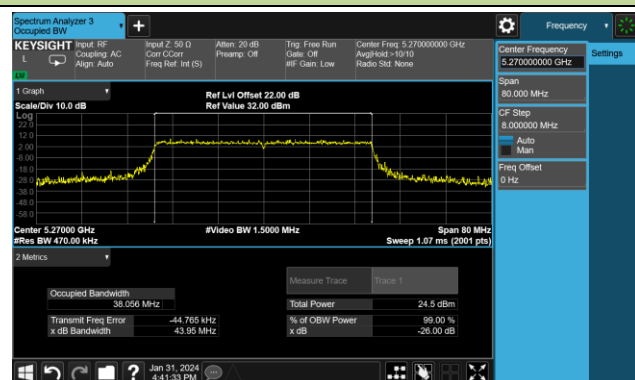 Spectrum Analyzer 3
Occupied BW
+
Frequency
KEYSIGHT
L
LW
Input: RF
Coupling: AC
Align: Auto
Input Z: 50 Ω
Corr CCorr
Freq Ref: Int (S)
Atten: 20 dB
Preamp: Off
Trig: Free Run
Gate: Off
#IF Gain: Low
Center Freq: 5.270000000 GHz
Avg|Hold:>10/10
Radio Std: None
Center Frequency
5.270000000 GHz
Settings
Span
80.000 MHz
CF Step
8.000000 MHz
Auto
Man
Freq Offset
0 Hz
1 Graph
Scale/Div 10.0 dB
Ref Lvl Offset 22.00 dB
Ref Value 32.00 dBm
Log
22.0
12.0
2.00
-8.00
-18.0
-28.0
-38.0
-48.0
-58.0
Center 5.27000 GHz
#Res BW 470.00 kHz
#Video BW 1.5000 MHz
Span 80 MHz
Sweep 1.07 ms (2001 pts)
2 Metrics
Measure Trace
Trace 1
Occupied Bandwidth
38.056 MHz
Total Power
24.5 dBm
Transmit Freq Error
-44.765 kHz
% of OBW Power
99.00 %
x dB Bandwidth
43.95 MHz
x dB
-26.00 dB
?
Jan 31, 2024
4:41:33 PM